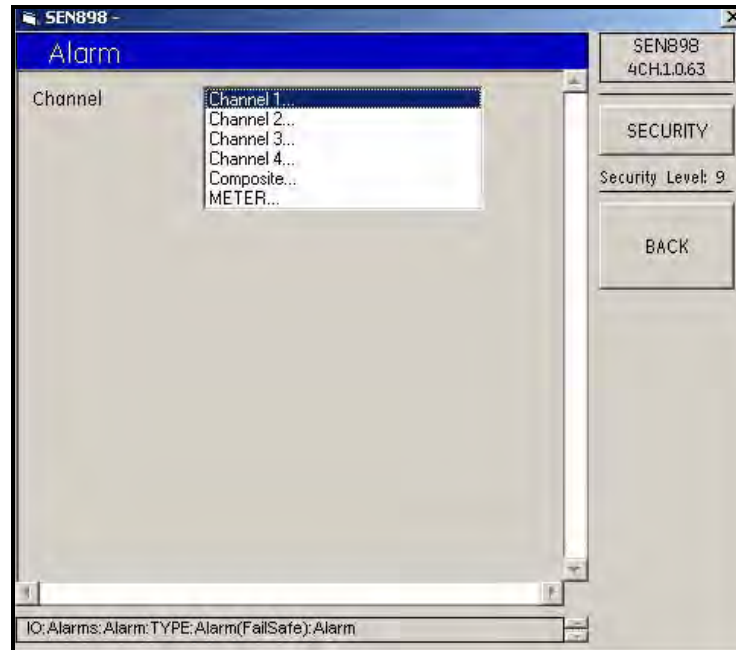 SEN898 -
Alarm
Channel
Channel 1...
Channel 2...
Channel 3...
Channel 4...
Composite...
METER...
SEN898
4CH.1.0.63
SECURITY
Security Level: 9
BACK
IO:Alarms:Alarm:TYPE:Alarm(FailSafe):Alarm